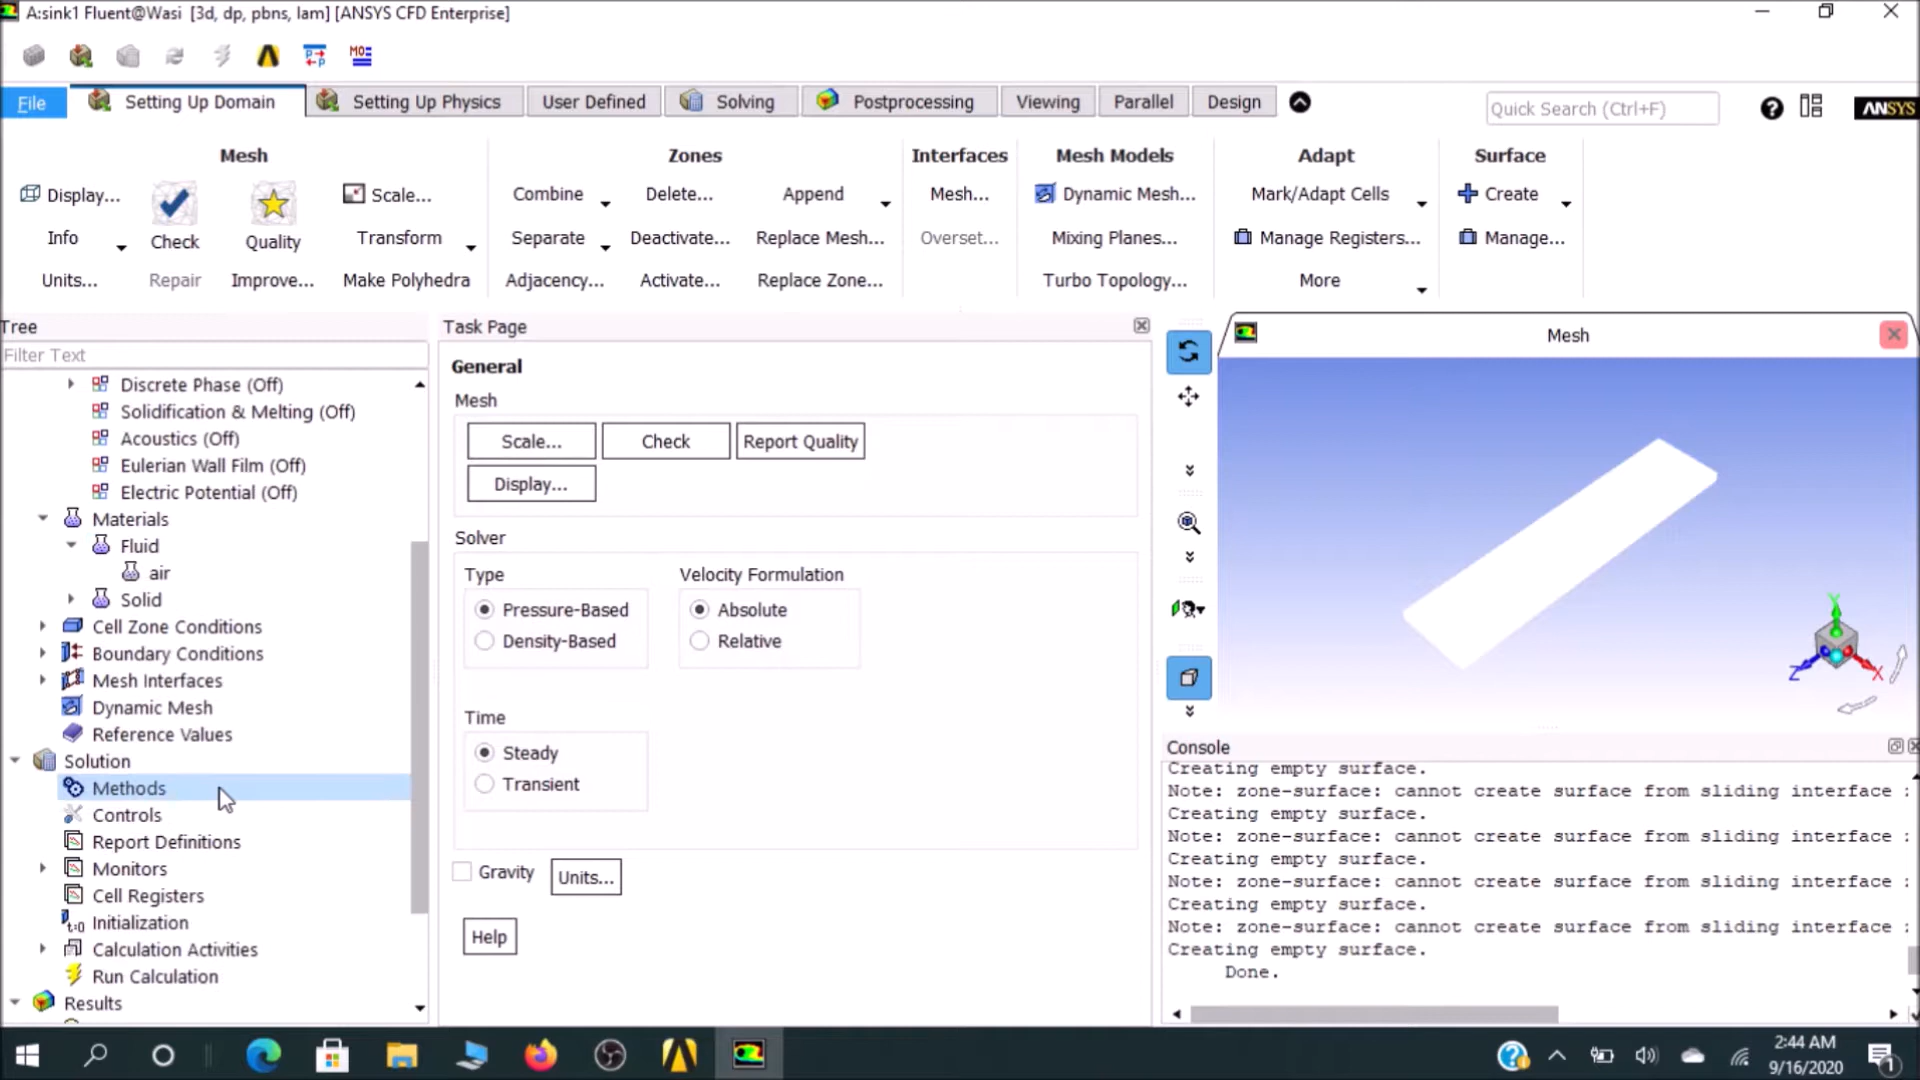 A:sink1 Fluent@Wasi [3d, dp, pbns, lam] [ANSYS CFD Enterprise]
File
Setting Up Domain
Setting Up Physics
User Defined
Solving
Postprocessing
Viewing
Parallel
Design
Quick Search (Ctrl+F)
ANSYS
Mesh
Zones
Interfaces
Mesh Models
Adapt
Surface
Display...
Check
Quality
Scale...
Combine
Delete...
Append
Mesh...
Dynamic Mesh...
Mark/Adapt Cells
Create
Info
Transform
Separate
Deactivate...
Replace Mesh...
Overset...
Mixing Planes...
Manage Registers...
Manage...
Units...
Repair
Improve...
Make Polyhedra
Adjacency...
Activate...
Replace Zone...
Turbo Topology...
More
Tree
Filter Text
Discrete Phase (Off)
Solidification & Melting (Off)
Acoustics (Off)
Eulerian Wall Film (Off)
Electric Potential (Off)
Materials
Fluid
air
Solid
Cell Zone Conditions
Boundary Conditions
Mesh Interfaces
Dynamic Mesh
Reference Values
Solution
Methods
Controls
Report Definitions
Monitors
Cell Registers
Initialization
Calculation Activities
Run Calculation
Results
Task Page
General
Mesh
Scale...
Check
Report Quality
Display...
Solver
Type
Velocity Formulation
Pressure-Based
Absolute
Density-Based
Relative
Time
Steady
Transient
Gravity
Units...
Help
Mesh
Y
Z
X
Console
Creating empty surface.
Note: zone-surface: cannot create surface from sliding interface :
Creating empty surface.
Note: zone-surface: cannot create surface from sliding interface :
Creating empty surface.
Note: zone-surface: cannot create surface from sliding interface :
Creating empty surface.
Note: zone-surface: cannot create surface from sliding interface :
Creating empty surface.
Done.
2:44 AM
9/16/2020
1